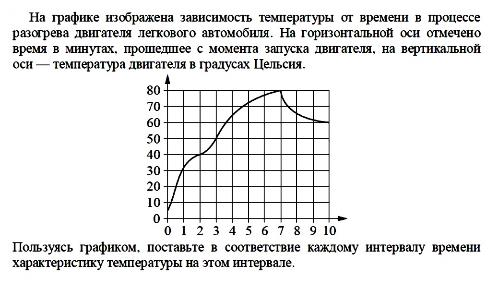 На графике изображена зависимость температуры от времени в процессе
разогрева двигателя легкового автомобиля. На горизонтальной оси отмечено
время в минутах, прошедшее с момента запуска двигателя, на вертикальной
оси — температура двигателя в градусах Цельсия.
80
70
60
50
40
30
20
10
0
0 1 2 3 4 5 6 7 7 8 9 10
Пользуясь графиком, поставьте в соответствие каждому интервалу времени
характеристику температуры на этом интервале.